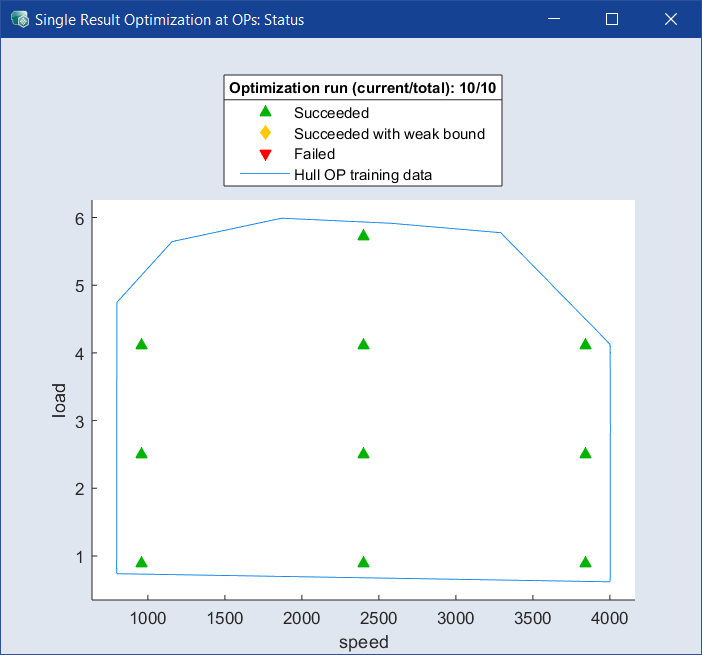 Single Result Optimization at OPs: Status
Optimization run (current/total): 10/10
Succeeded
Succeeded with weak bound
Failed
Hull OP training data
6
5
4
3
2
1
load
1000 1500 2000 2500 3000 3500 4000
speed